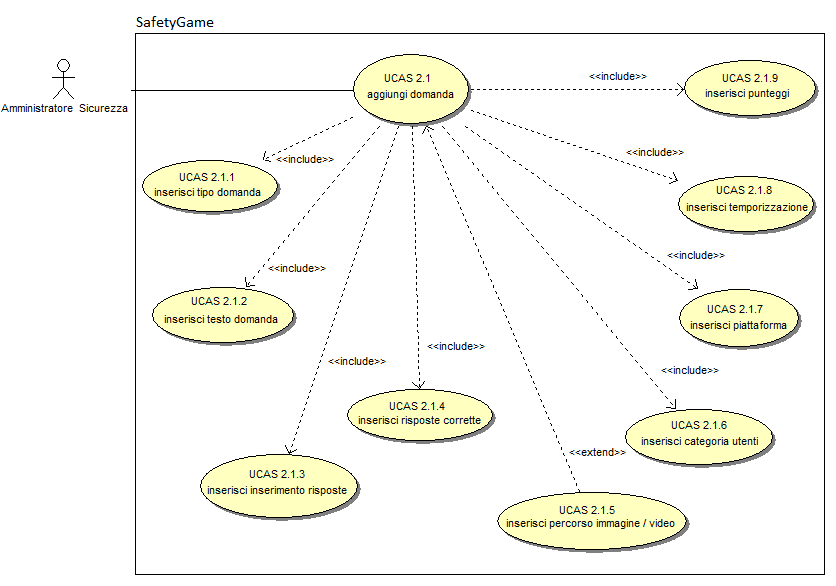 SafetyGame
Amministratore Sicurezza
UCAS 2.1
aggiungi domanda
<<include>>
UCAS 2.1.9
inserisci punteggi
<<include>>
UCAS 2.1.1
inserisci tipo domanda
<<include>>
UCAS 2.1.8
inserisci temporizzazione
<<include>>
UCAS 2.1.2
inserisci testo domanda
<<include>>
UCAS 2.1.7
inserisci piattaforma
<<include>>
UCAS 2.1.3
inserisci inserimento risposte
<<include>>
UCAS 2.1.4
inserisci risposte corrette
<<include>>
UCAS 2.1.6
inserisci categoria utenti
<<extend>>
UCAS 2.1.5
inserisci percorso immagine / video